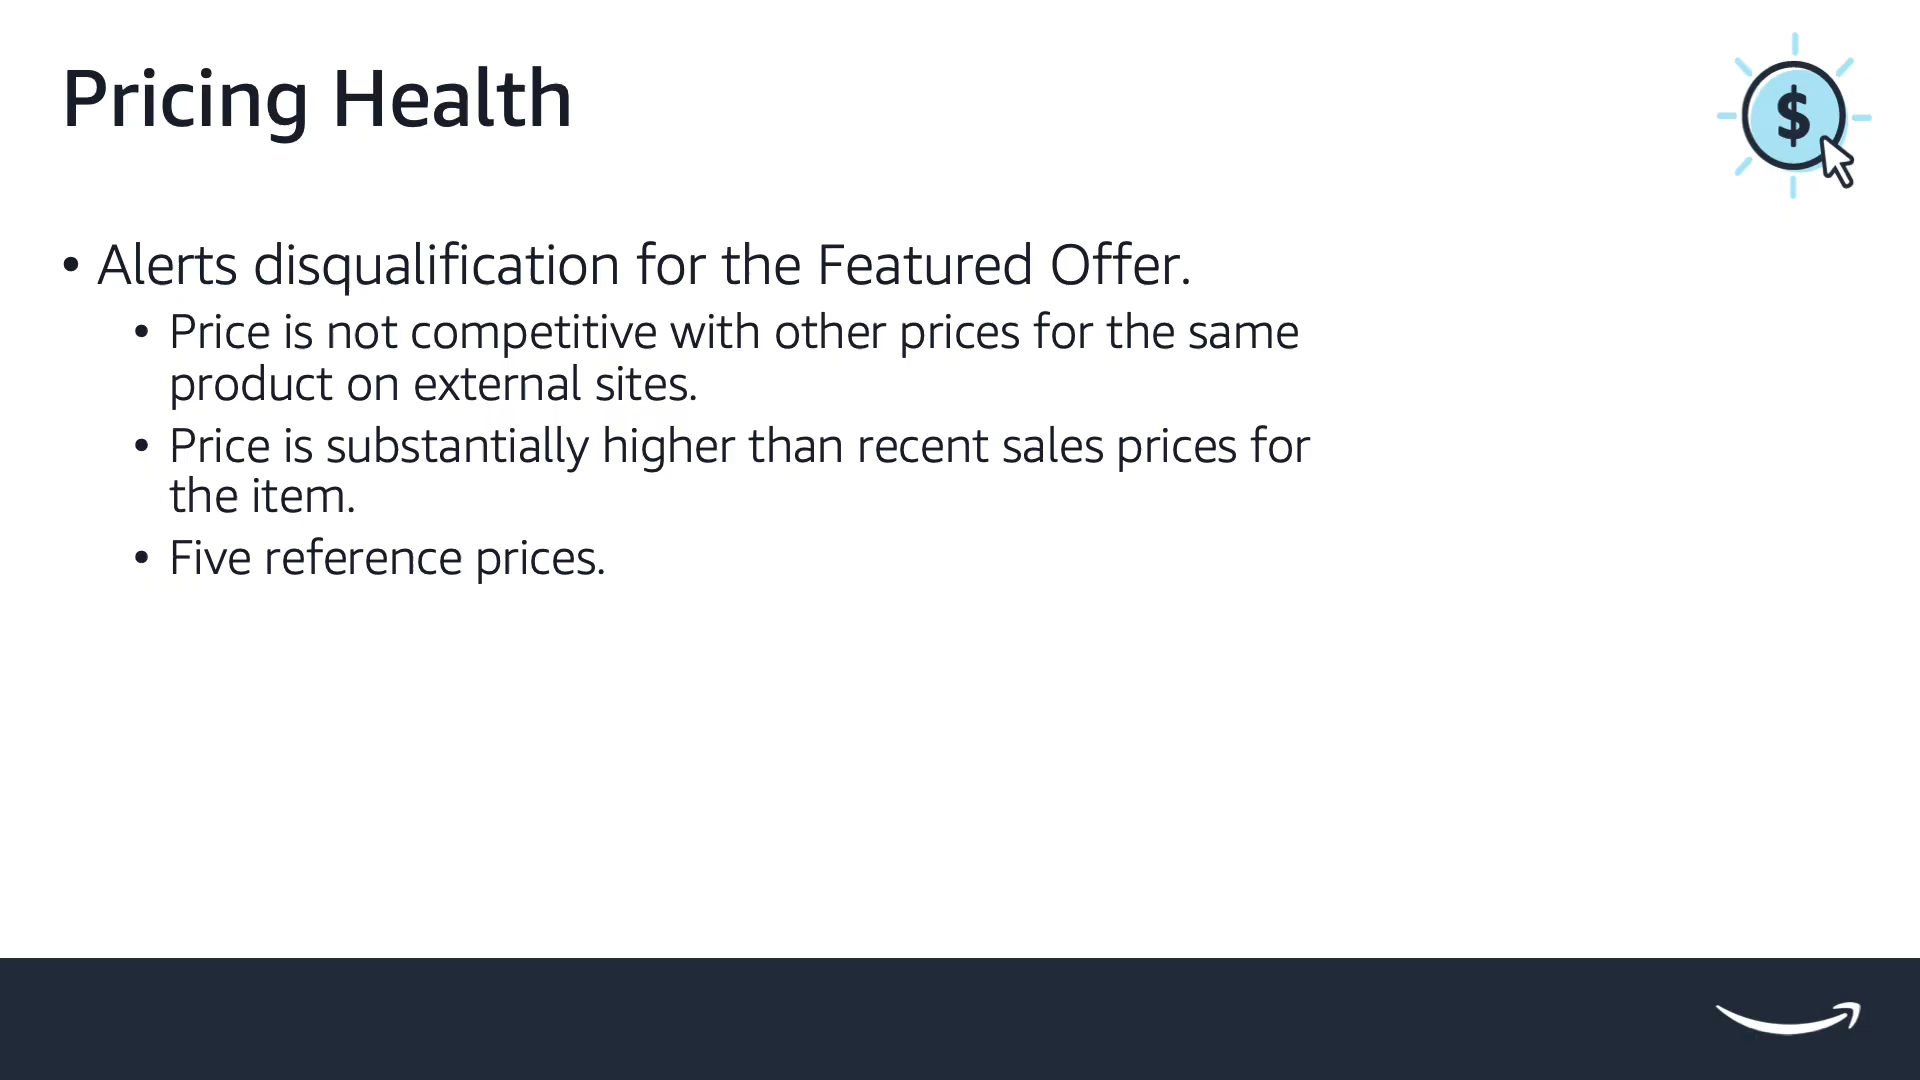 Pricing Health
$
• Alerts disqualification for the Featured Offer.
• Price is not competitive with other prices for the same
product on external sites.
• Price is substantially higher than recent sales prices for
the item.
• Five reference prices.